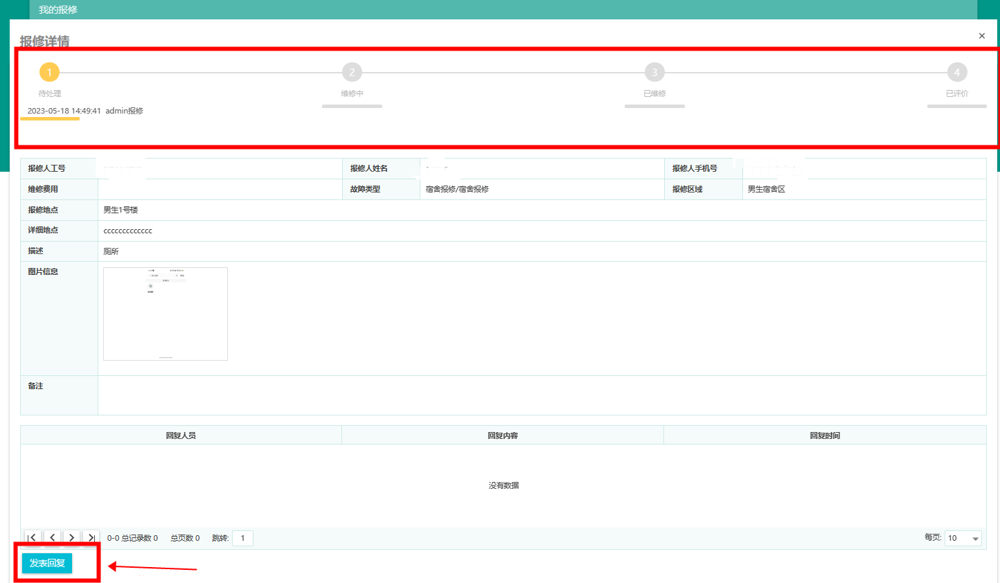 我的报修
报修详情
×
1 2 3 4
待处理 维修中 已维修 已评价
2023-05-18 14:49:41 admin报修
报修人工号 报修人姓名 报修人手机号
维修费用 故障类型 宿舍报修/宿舍报修 报修区域 男生宿舍区
报修地点 男生1号楼
详细地点 ccccccccccccc
描述 厕所
图片信息
备注
回复人员 回复内容 回复时间
没有数据
0-0 总记录数 0 总页数 0 跳转: 1 每页: 10
发表回复